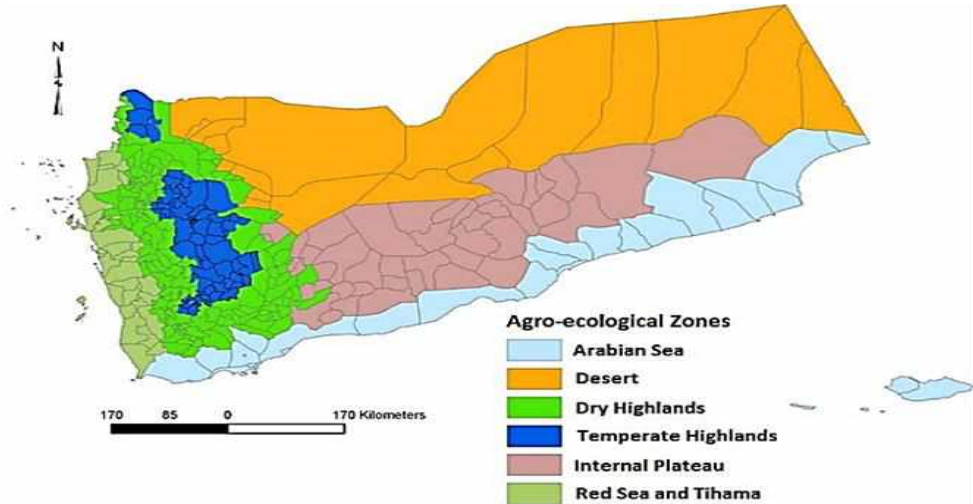 N
170 85 0 170 Kilometers
Agro-ecological Zones
Arabian Sea
Desert
Dry Highlands
Temperate Highlands
Internal Plateau
Red Sea and Tihama